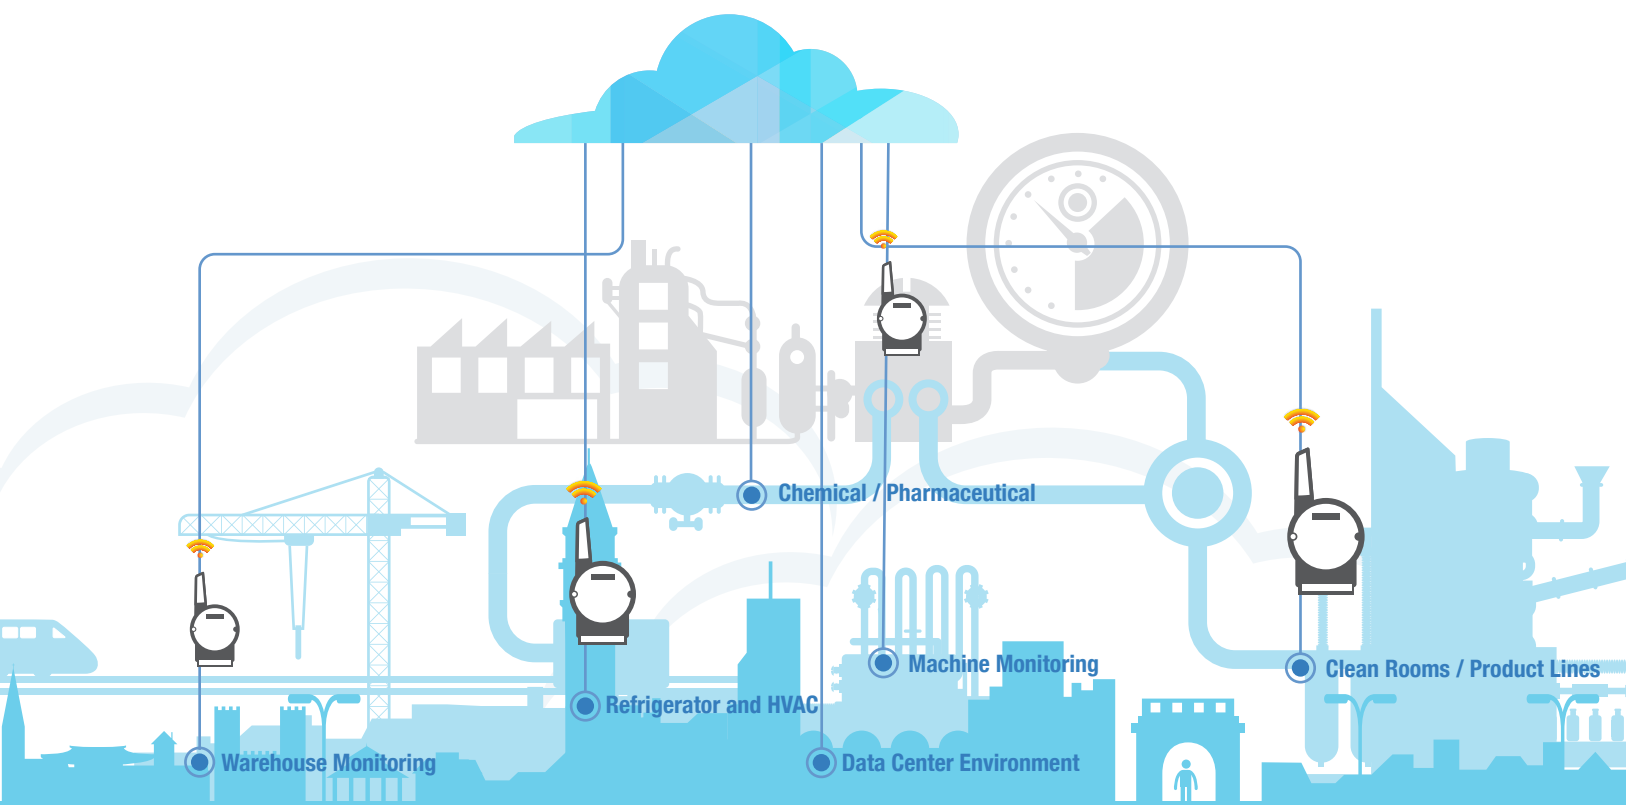 Chemical / Pharmaceutical
Machine Monitoring
Clean Rooms / Product Lines
Refrigerator and HVAC
Warehouse Monitoring
Data Center Environment